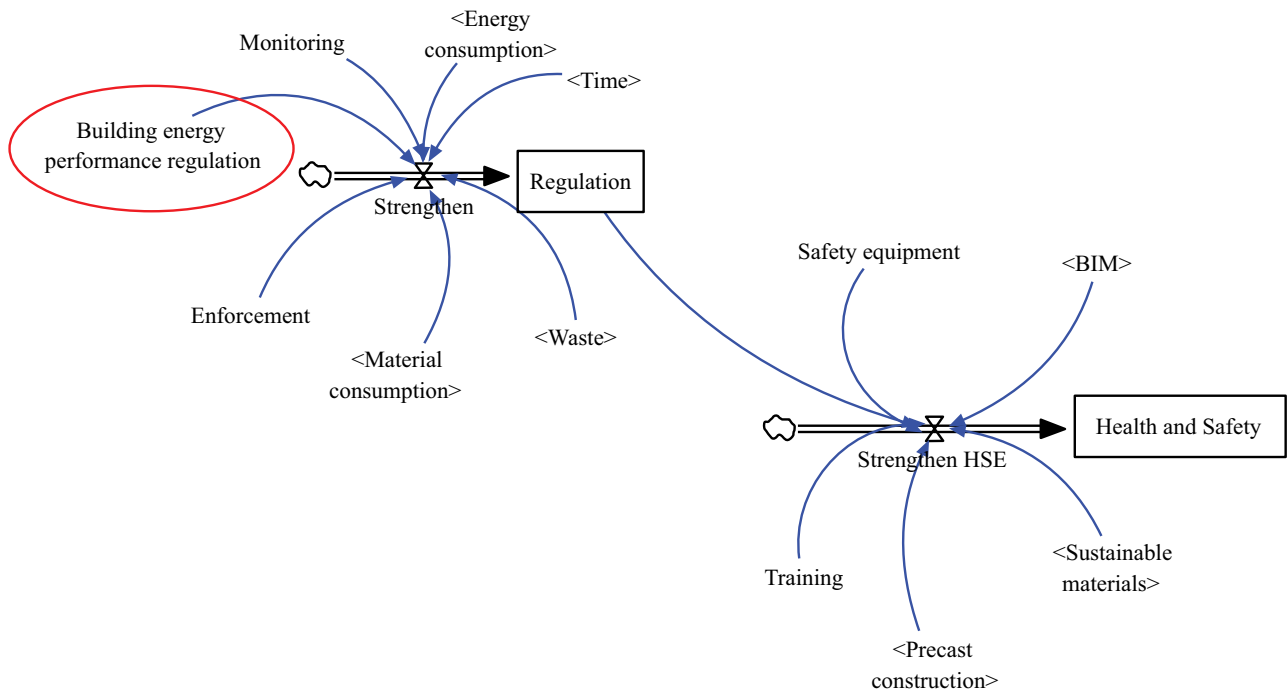 Monitoring
<Energy
consumption>
<Time>
Building energy
performance regulation
Regulation
Strengthen
Enforcement
<Material
consumption>
<Waste>
Safety equipment
<BIM>
Health and Safety
Strengthen HSE
Training
<Sustainable
materials>
<Precast
construction>